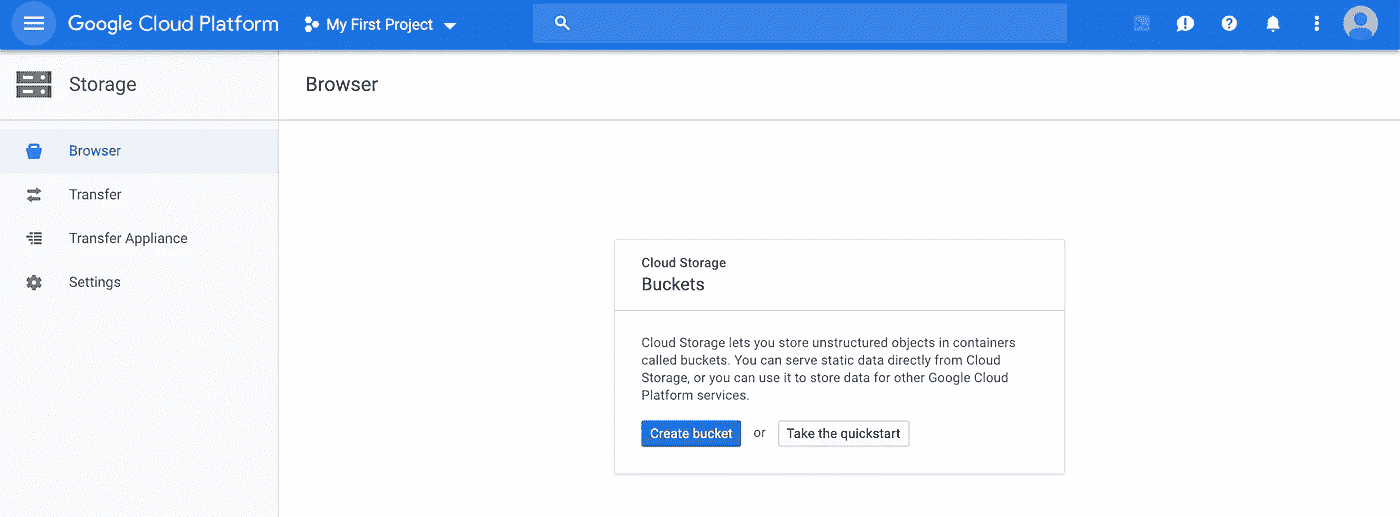 Google Cloud Platform
My First Project
Storage
Browser
Browser
Transfer
Transfer Appliance
Settings
Cloud Storage
Buckets
Cloud Storage lets you store unstructured objects in containers
called buckets. You can serve static data directly from Cloud
Storage, or you can use it to store data for other Google Cloud
Platform services.
Create bucket or Take the quickstart